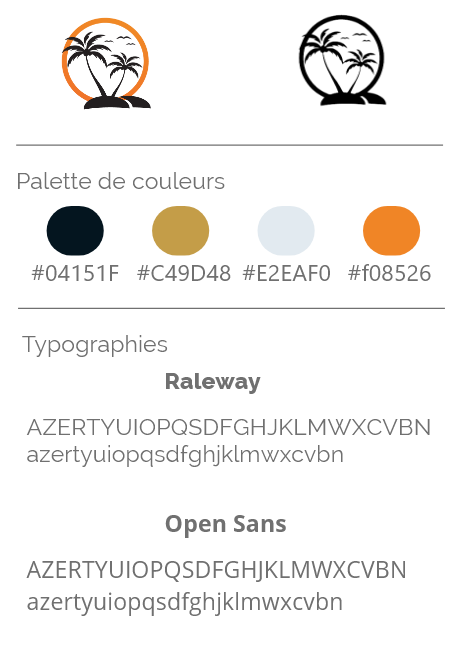 Palette de couleurs
#04151F #C49D48 #E2EAF0 #f08526
Typographies
Raleway
AZERTYUIOPQSDFGHJKLMWXCVBN
azertyuiopqsdfghjklmwxcvbn
Open Sans
AZERTYUIOPQSDFGHJKLMWXCVBN
azertyuiopqsdfghjklmwxcvbn